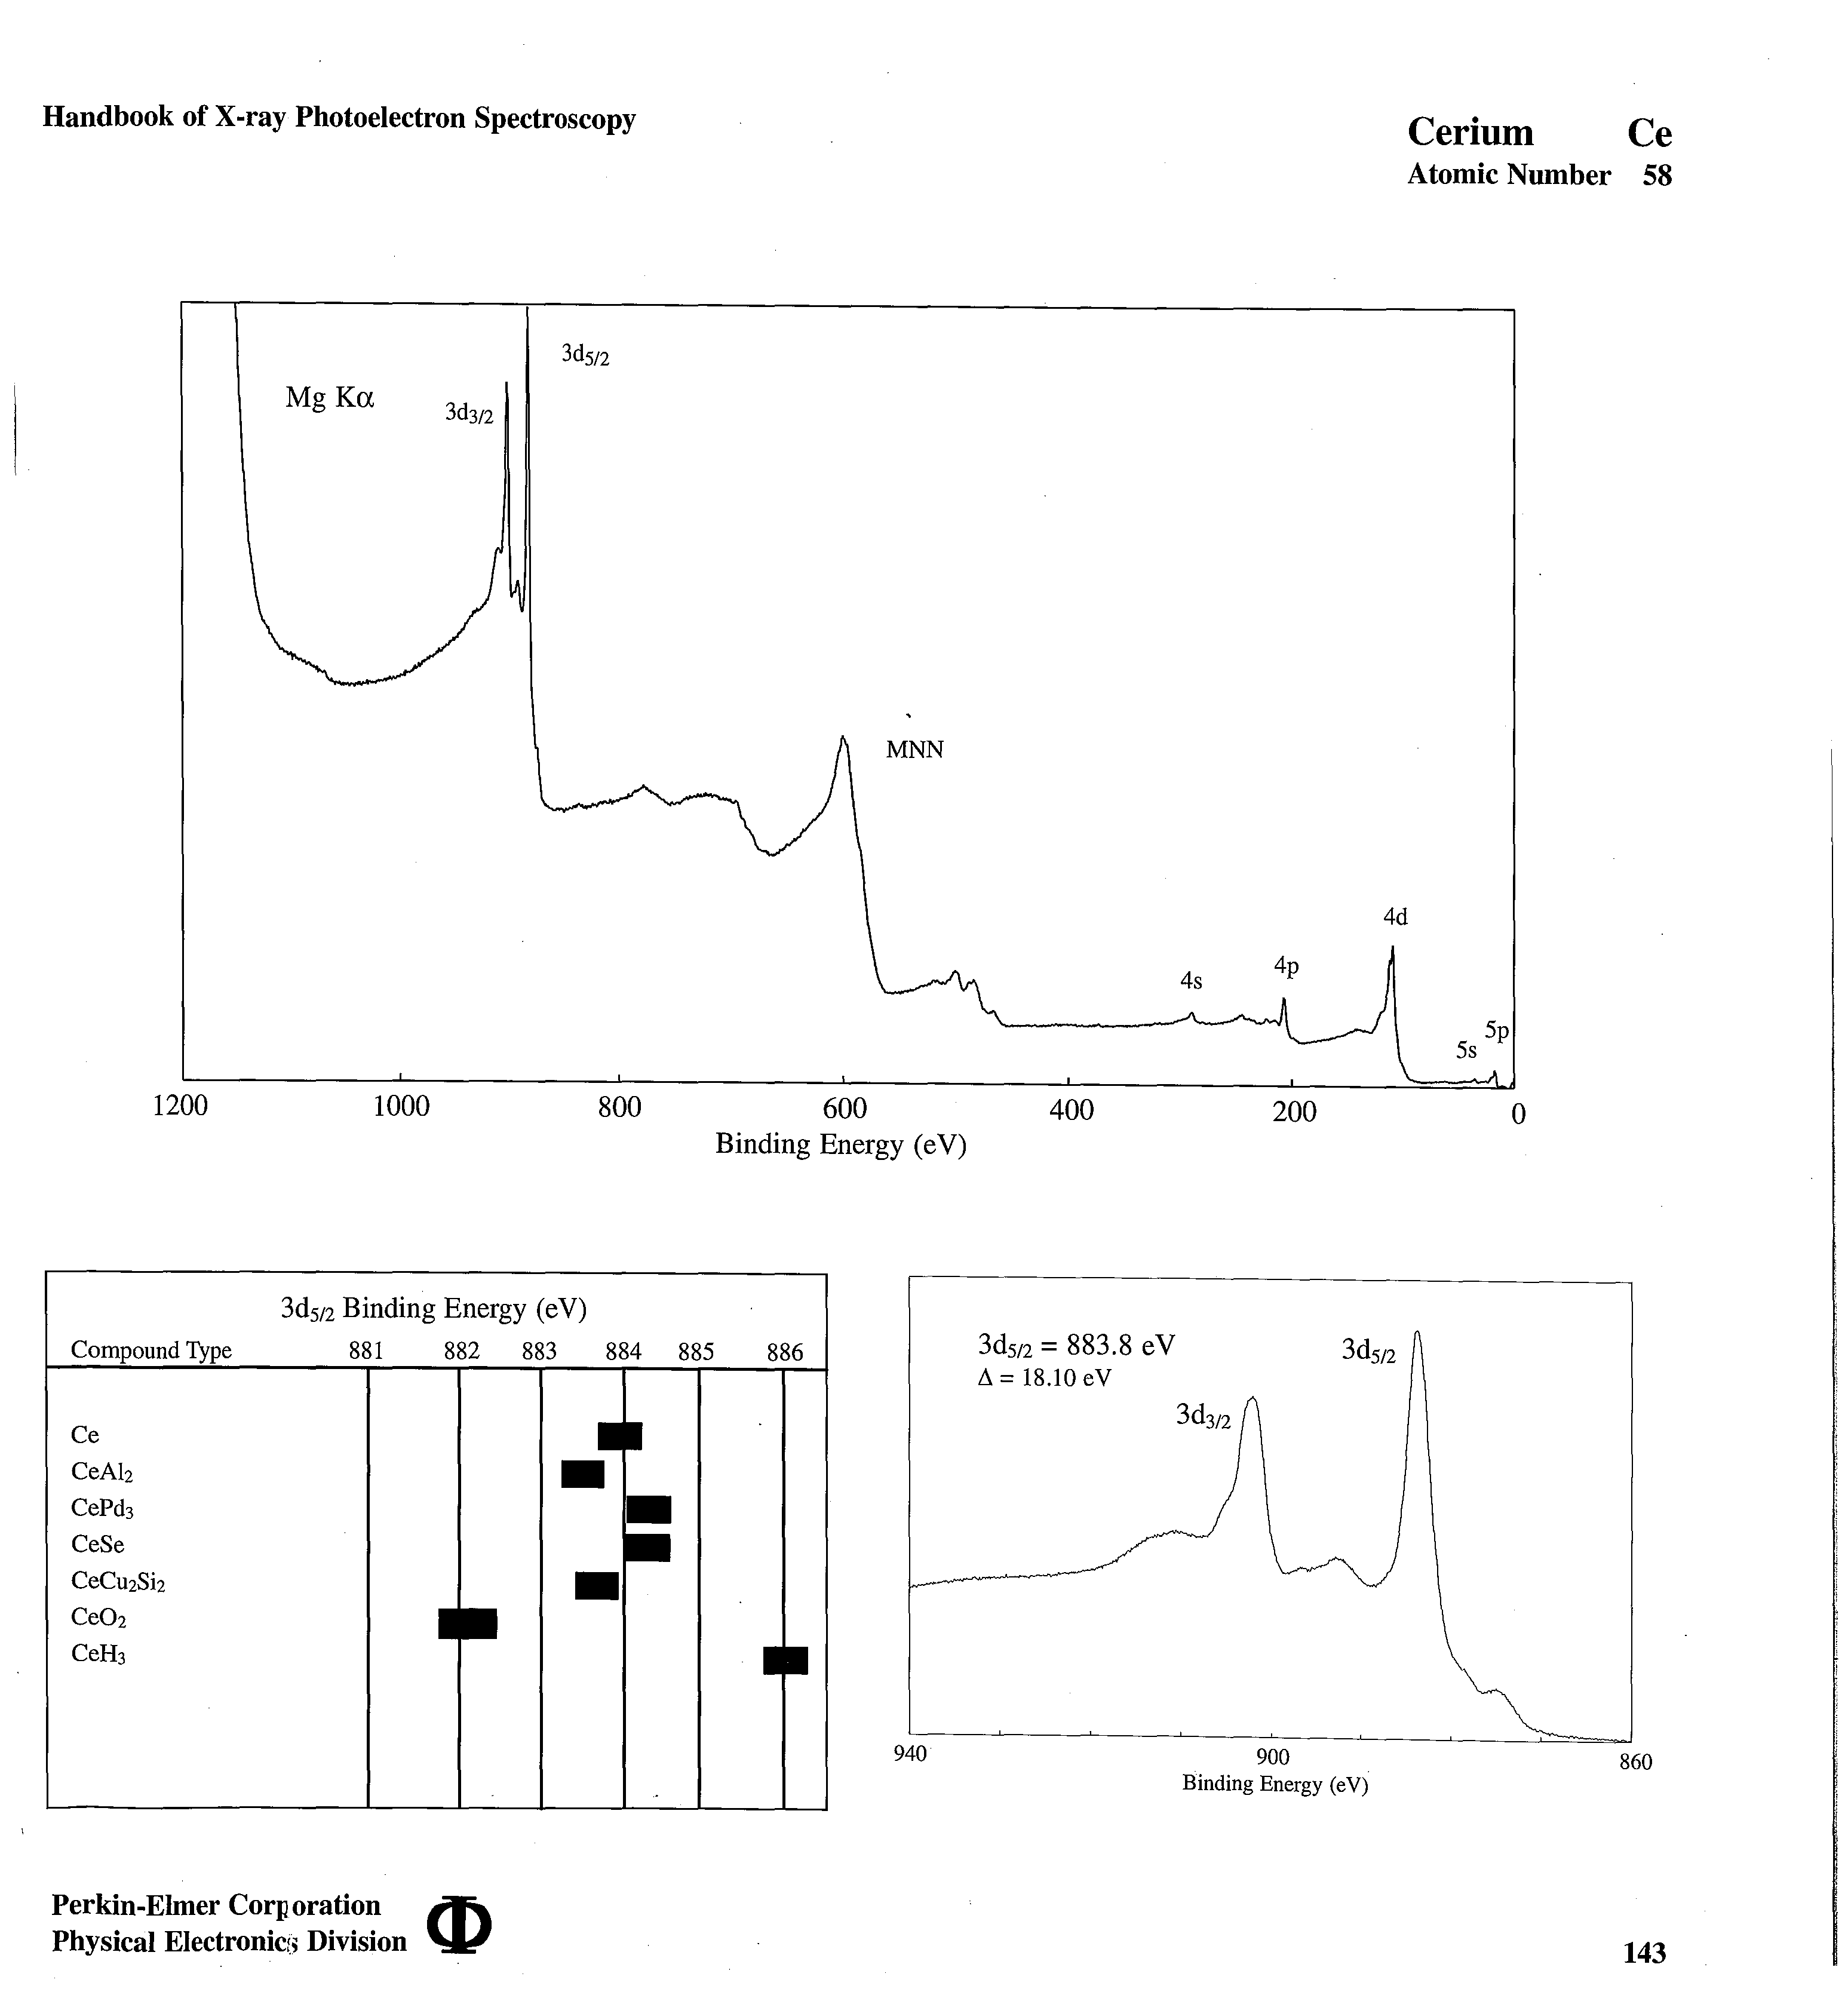 Handbook of X-ray Photoelectron Spectroscopy
Cerium Ce
Atomic Number 58
Mg Kα
3d3/2
3d5/2
MNN
4s
4p
4d
5s
5p
1200 1000 800 600 400 200 0
Binding Energy (eV)
3d5/2 Binding Energy (eV)
Compound Type 881 882 883 884 885 886
Ce
CeAl2
CePd3
CeSe
CeCu2Si2
CeO2
CeH3
3d5/2 = 883.8 eV
Δ = 18.10 eV
3d3/2
3d5/2
940 900 860
Binding Energy (eV)
Perkin-Elmer Corporation
Physical Electronics Division
Φ
143